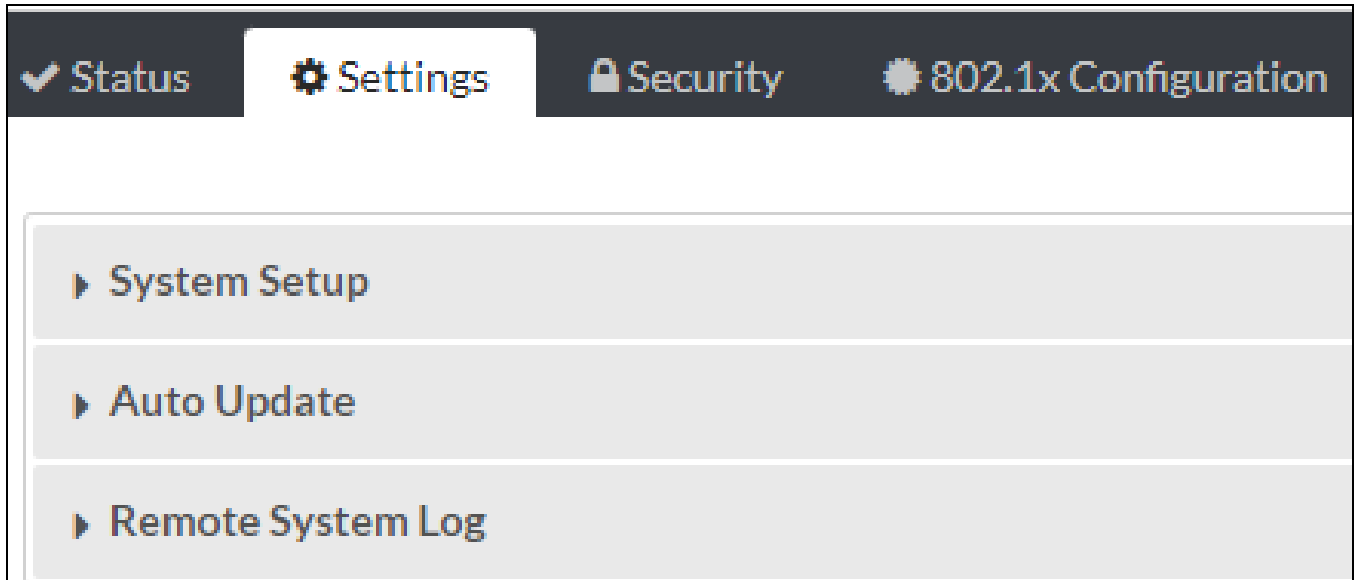 Status Settings Security 802.1x Configuration
System Setup
Auto Update
Remote System Log